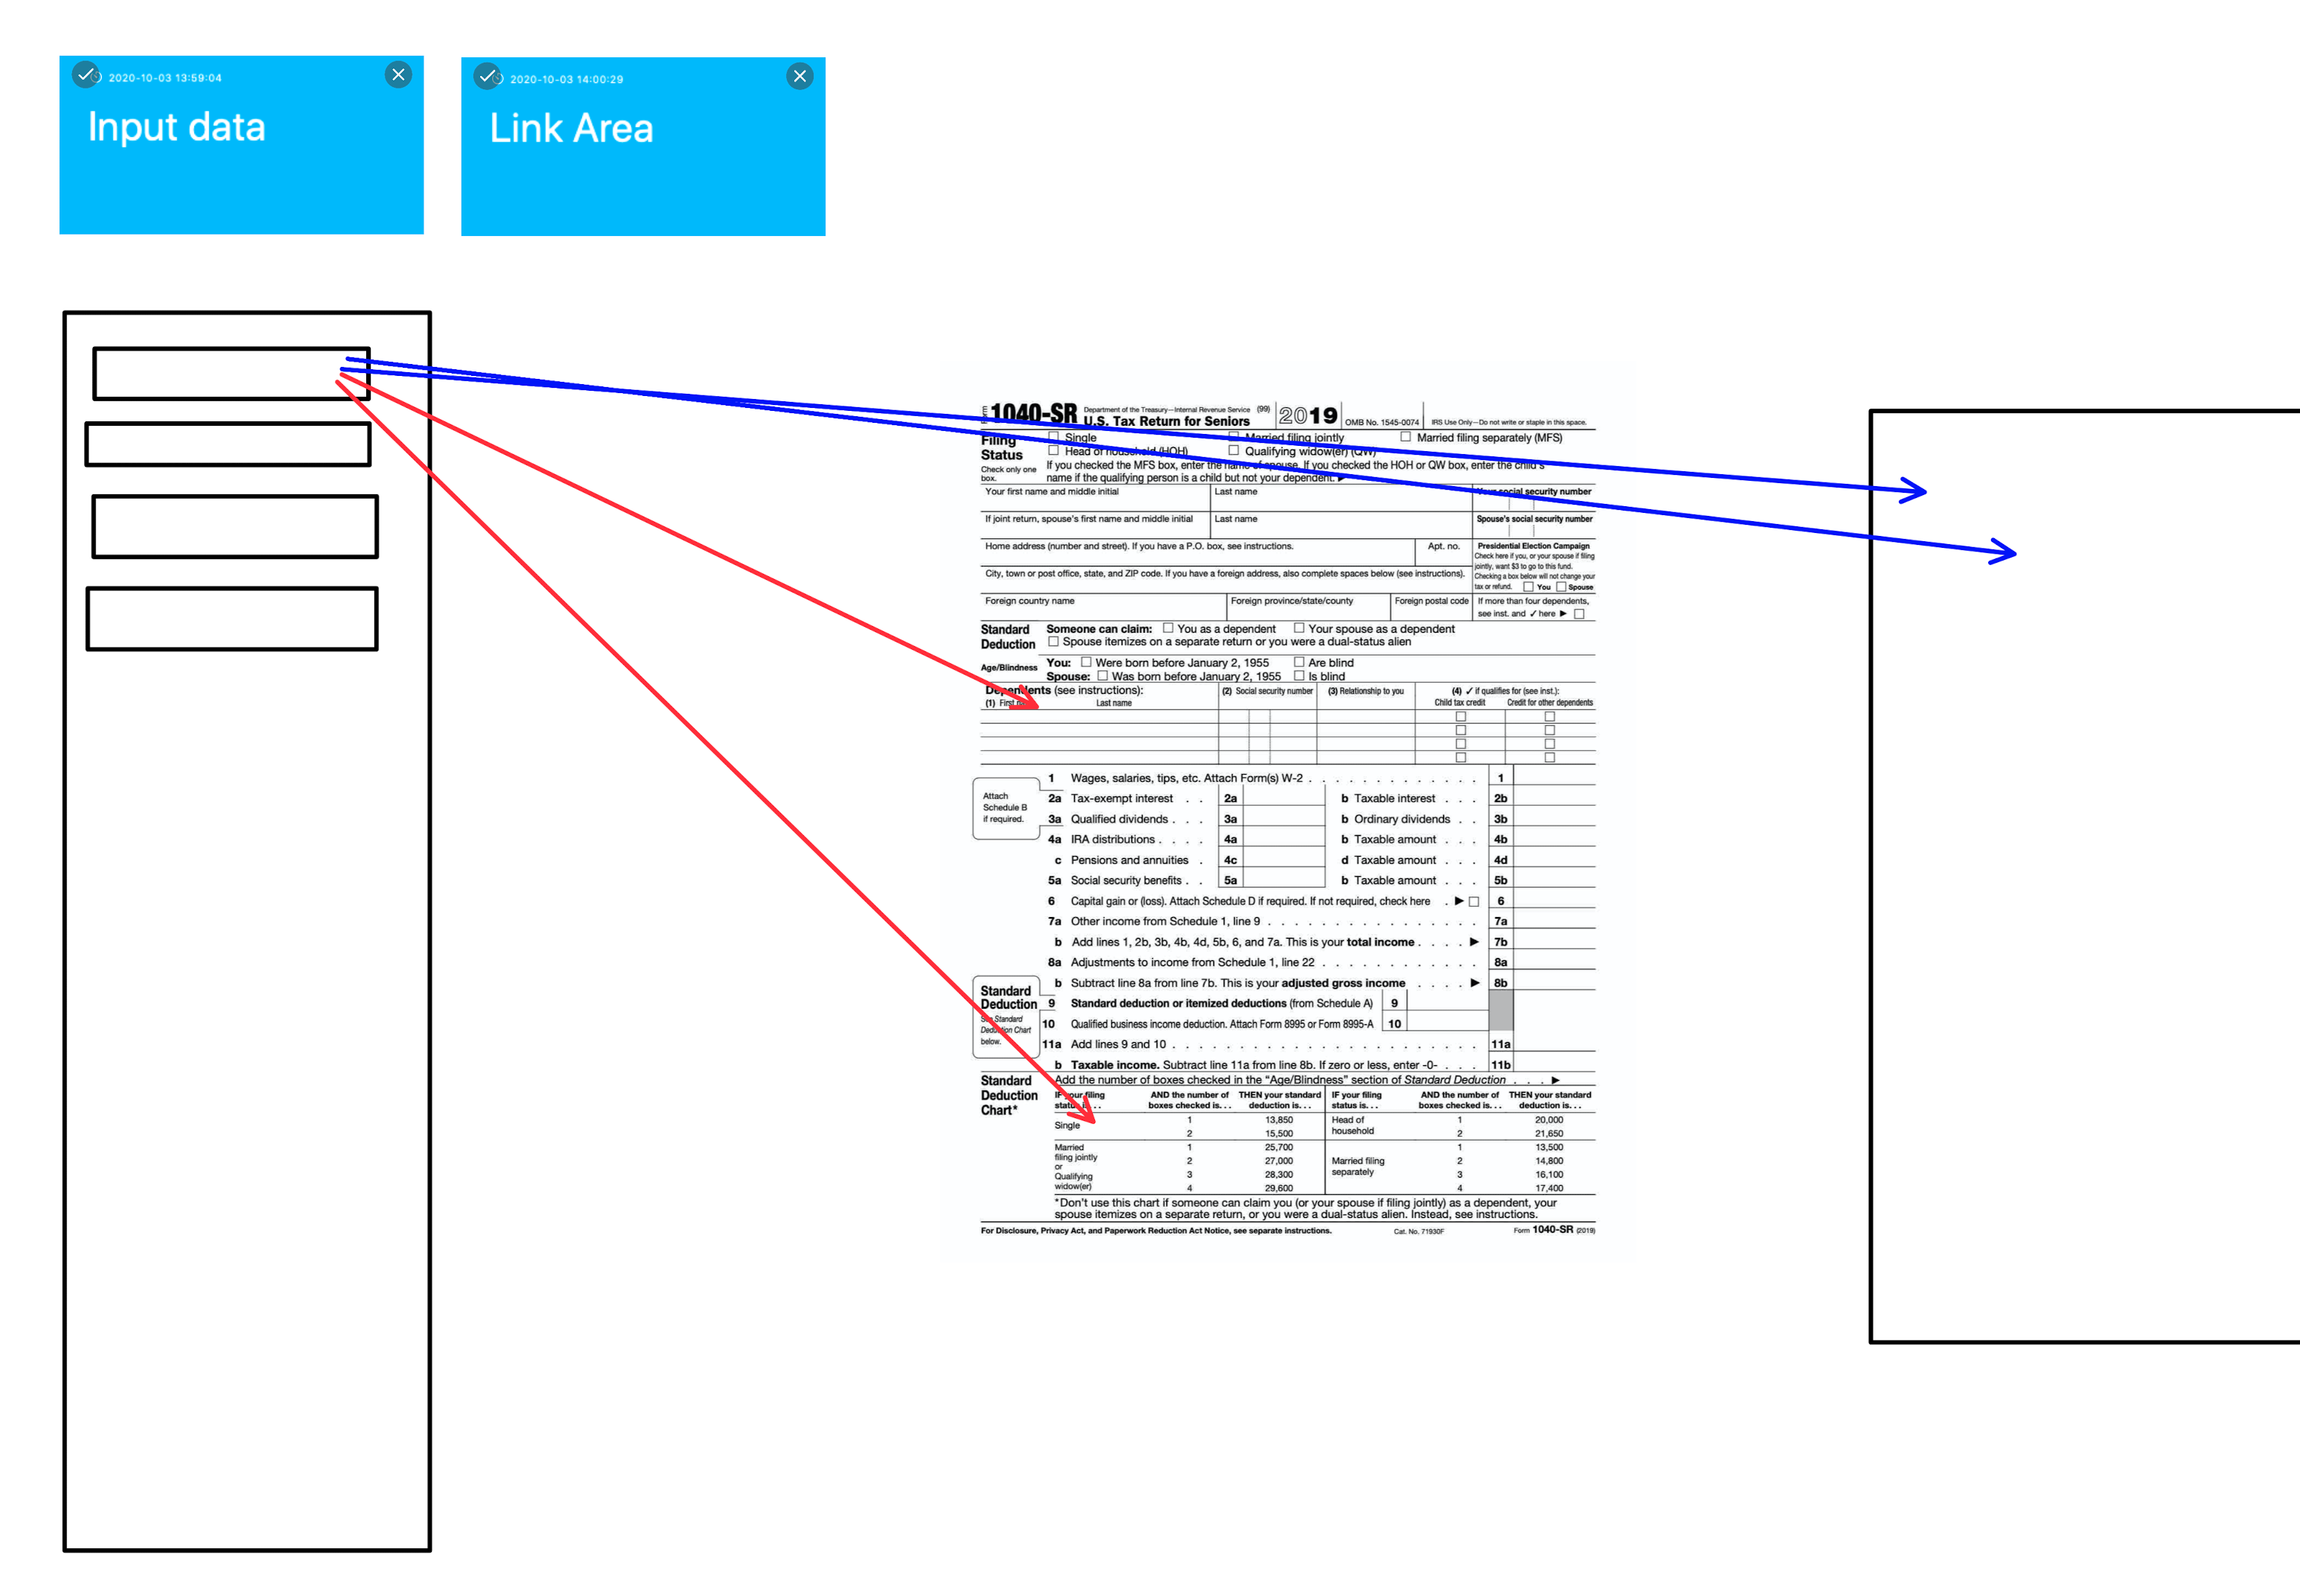 2020-10-03 13:59:04
Input data
2020-10-03 14:00:29
Link Area
Form 1040-SR Department of the Treasury—Internal Revenue Service (99) 2019 OMB No. 1545-0074 IRS Use Only—Do not write or staple in this space.
U.S. Tax Return for Seniors
Filing Status
Check only one box.
Single Married filing jointly Married filing separately (MFS)
Head of household (HOH) Qualifying widow(er) (QW)
If you checked the MFS box, enter the name of spouse. If you checked the HOH or QW box, enter the child's
name if the qualifying person is a child but not your dependent. ▶
Your first name and middle initial Last name Your social security number
If joint return, spouse's first name and middle initial Last name Spouse's social security number
Home address (number and street). If you have a P.O. box, see instructions. Apt. no.
Presidential Election Campaign
Check here if you, or your spouse if filing
jointly, want $3 to go to this fund.
Checking a box below will not change your
tax or refund. You Spouse
City, town or post office, state, and ZIP code. If you have a foreign address, also complete spaces below (see instructions).
Foreign country name Foreign province/state/county Foreign postal code
If more than four dependents,
see inst. and ✓ here ▶
Standard Deduction
Someone can claim: You as a dependent Your spouse as a dependent
Spouse itemizes on a separate return or you were a dual-status alien
Age/Blindness
You: Were born before January 2, 1955 Are blind
Spouse: Was born before January 2, 1955 Is blind
Dependents (see instructions): (2) Social security number (3) Relationship to you (4) ✓ if qualifies for (see inst.):
(1) First name Last name Child tax credit Credit for other dependents
1 Wages, salaries, tips, etc. Attach Form(s) W-2 . . . . . . . . . . . . . 1
Attach
Schedule B
if required.
2a Tax-exempt interest . . 2a b Taxable interest . . . 2b
3a Qualified dividends . . . 3a b Ordinary dividends . . 3b
4a IRA distributions . . . . 4a b Taxable amount . . . 4b
c Pensions and annuities . 4c d Taxable amount . . . 4d
5a Social security benefits . . 5a b Taxable amount . . . 5b
6 Capital gain or (loss). Attach Schedule D if required. If not required, check here . ▶ 6
7a Other income from Schedule 1, line 9 . . . . . . . . . . . . . . . . 7a
b Add lines 1, 2b, 3b, 4b, 4d, 5b, 6, and 7a. This is your total income . . . . ▶ 7b
8a Adjustments to income from Schedule 1, line 22 . . . . . . . . . . . . 8a
b Subtract line 8a from line 7b. This is your adjusted gross income . . . . ▶ 8b
Standard
Deduction
See Standard
Deduction Chart
below.
9 Standard deduction or itemized deductions (from Schedule A) 9
10 Qualified business income deduction. Attach Form 8995 or Form 8995-A 10
11a Add lines 9 and 10 . . . . . . . . . . . . . . . . . . . . . . . 11a
b Taxable income. Subtract line 11a from line 8b. If zero or less, enter -0- . . . . 11b
Standard
Deduction
Chart*
Add the number of boxes checked in the “Age/Blindness” section of Standard Deduction . . . ▶
IF your filing AND the number of THEN your standard IF your filing AND the number of THEN your standard
status is. . . boxes checked is. . . deduction is. . . status is. . . boxes checked is. . . deduction is. . .
Single 1 13,850 Head of household 1 20,000
2 15,500 2 21,650
Married filing jointly or Qualifying widow(er) 1 25,700 Married filing separately 1 13,500
2 27,000 2 14,800
3 28,300 3 16,100
4 29,600 4 17,400
*Don't use this chart if someone can claim you (or your spouse if filing jointly) as a dependent, your
spouse itemizes on a separate return, or you were a dual-status alien. Instead, see instructions.
For Disclosure, Privacy Act, and Paperwork Reduction Act Notice, see separate instructions. Cat. No. 71930F Form 1040-SR (2019)